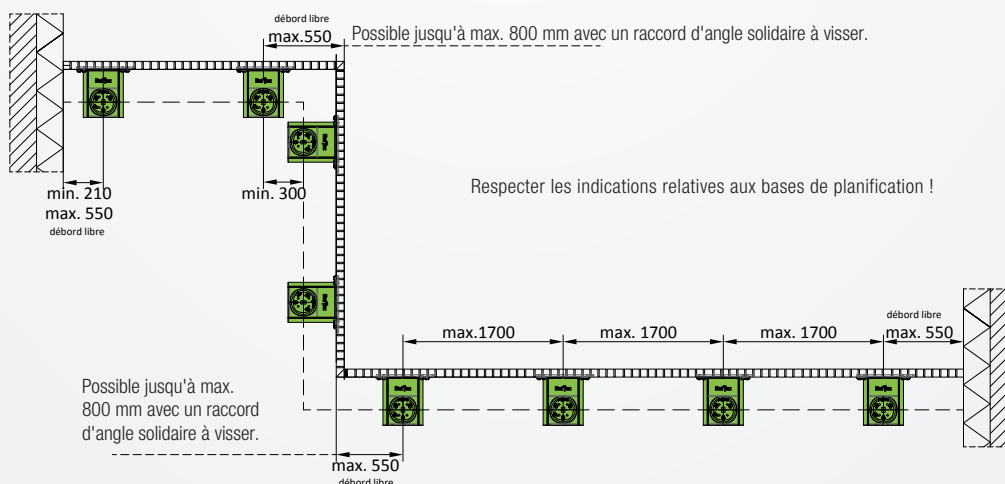 débord libre
max.550
Possible jusqu'à max. 800 mm avec un raccord d'angle solidaire à visser.
min. 210
max. 550
débord libre
min. 300
Respecter les indications relatives aux bases de planification !
max.1700
max. 1700
max. 1700
débord libre
max. 550
Possible jusqu'à max.
800 mm avec un raccord
d'angle solidaire à visser.
max. 550
débord libre